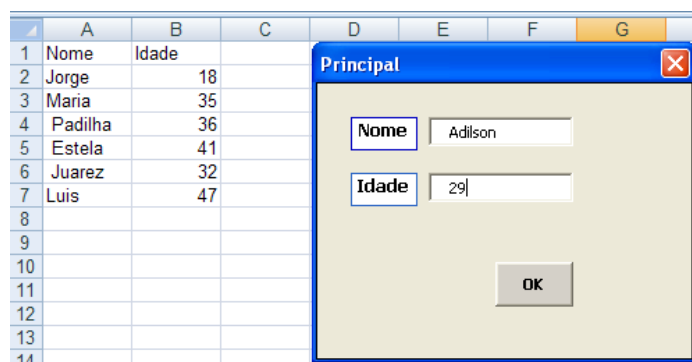 A B C D E F G
1 Nome Idade
2 Jorge 18
3 Maria 35
4 Padilha 36
5 Estela 41
6 Juarez 32
7 Luis 47
8
9
10
11
12
13
14
Principal
Nome Adilson
Idade 29
OK